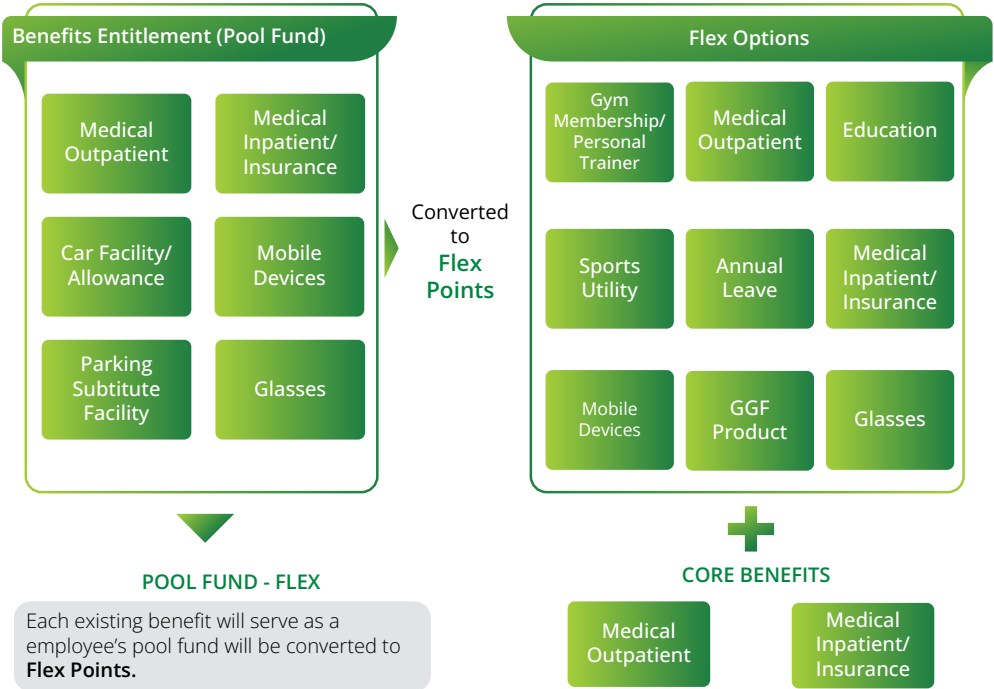 Benefits Entitlement (Pool Fund)
Medical
Outpatient
Medical
Inpatient/
Insurance
Car Facility/
Allowance
Mobile
Devices
Parking
Subtitute
Facility
Glasses
Converted
to
Flex
Points
Flex Options
Gym
Membership/
Personal
Trainer
Medical
Outpatient
Education
Sports
Utility
Annual
Leave
Medical
Inpatient/
Insurance
Mobile
Devices
GGF
Product
Glasses
POOL FUND - FLEX
Each existing benefit will serve as a
employee’s pool fund will be converted to
Flex Points.
CORE BENEFITS
Medical
Outpatient
Medical
Inpatient/
Insurance